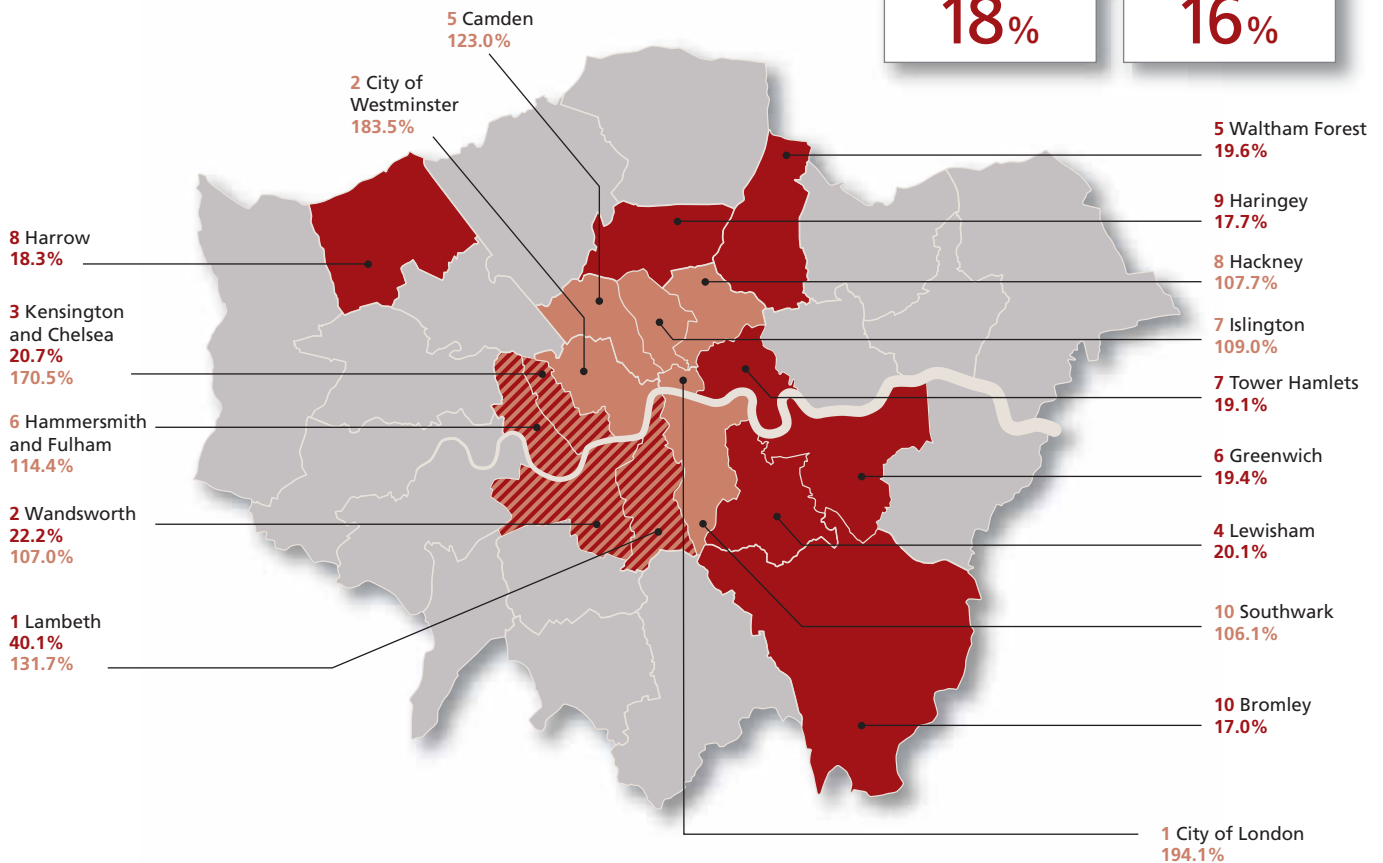 18%
16%
5 Camden
123.0%
2 City of
Westminster
183.5%
8 Harrow
18.3%
3 Kensington
and Chelsea
20.7%
170.5%
6 Hammersmith
and Fulham
114.4%
2 Wandsworth
22.2%
107.0%
1 Lambeth
40.1%
131.7%
5 Waltham Forest
19.6%
9 Haringey
17.7%
8 Hackney
107.7%
7 Islington
109.0%
7 Tower Hamlets
19.1%
6 Greenwich
19.4%
4 Lewisham
20.1%
10 Southwark
106.1%
10 Bromley
17.0%
1 City of London
194.1%